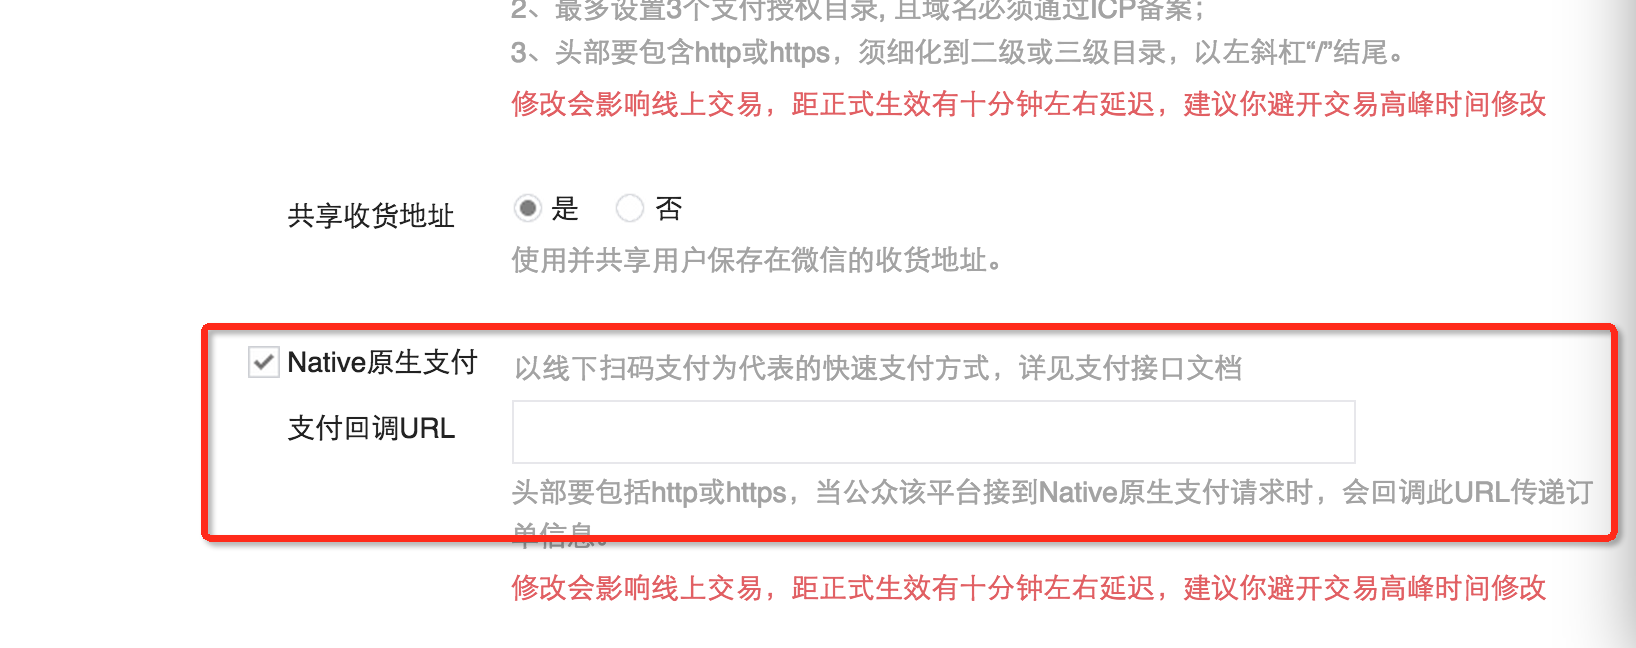 2、最多设置3个支付授权目录, 且域名必须通过ICP备案；
3、头部要包含http或https，须细化到二级或三级目录，以左斜杠“/”结尾。
修改会影响线上交易，距正式生效有十分钟左右延迟，建议你避开交易高峰时间修改
共享收货地址
是 否
使用并共享用户保存在微信的收货地址。
Native原生支付 以线下扫码支付为代表的快速支付方式，详见支付接口文档
支付回调URL
头部要包括http或https，当公众该平台接到Native原生支付请求时，会回调此URL传递订
单信息。
修改会影响线上交易，距正式生效有十分钟左右延迟，建议你避开交易高峰时间修改